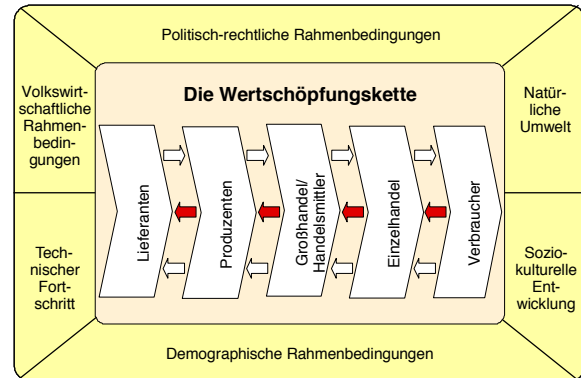 Politisch-rechtliche Rahmenbedingungen
Volkswirt-
schaftliche
Rahmen-
bedin-
gungen
Die Wertschöpfungskette
Natür-
liche
Umwelt
Lieferanten
Produzenten
Großhandel/
Handelsmittler
Einzelhandel
Verbraucher
Tech-
nischer
Fort-
schritt
Sozio-
kulturelle
Ent-
wicklung
Demographische Rahmenbedingungen